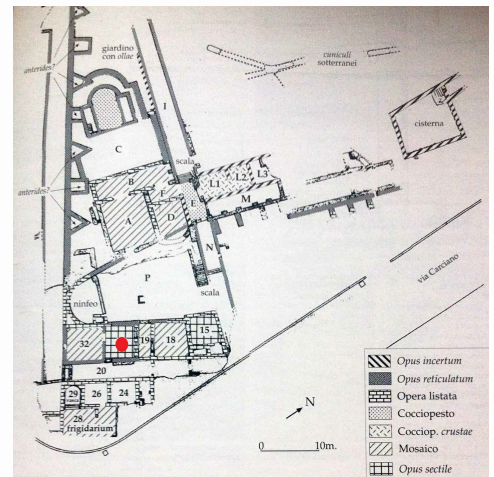 giardino
con ollae
anterides?
cuniculi
sotterranei
cisterna
I
C
scala
L1
L2
L3
M
B
F
E
A
D
anterides?
N
P
ninfeo
scala
via Carciano
32
19
18
15
20
29
26
24
28
frigidarium
N
0 10m.
Opus incertum
Opus reticulatum
Opera listata
Cocciopesto
Cocciop. crustae
Mosaico
Opus sectile